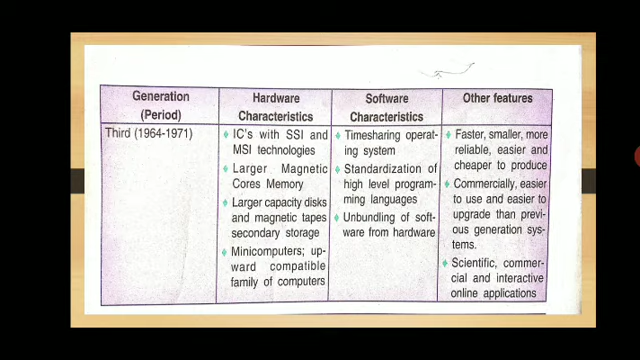 Generation
(Period)
Hardware
Characteristics
Software
Characteristics
Other features
Third (1964-1971)
♦ IC's with SSI and
MSI technologies
♦ Larger Magnetic
Cores Memory
♦ Larger capacity disks
and magnetic tapes
secondary storage
♦ Minicomputers; up-
ward compatible
family of computers
♦ Timesharing operat-
ing system
♦ Standardization of
high level program-
ming languages
♦ Unbundling of soft-
ware from hardware
♦ Faster, smaller, more
reliable, easier and
cheaper to produce
♦ Commercially, easier
to use and easier to
upgrade than previ-
ous generation sys-
tems.
♦ Scientific, commer-
cial and interactive
online applications